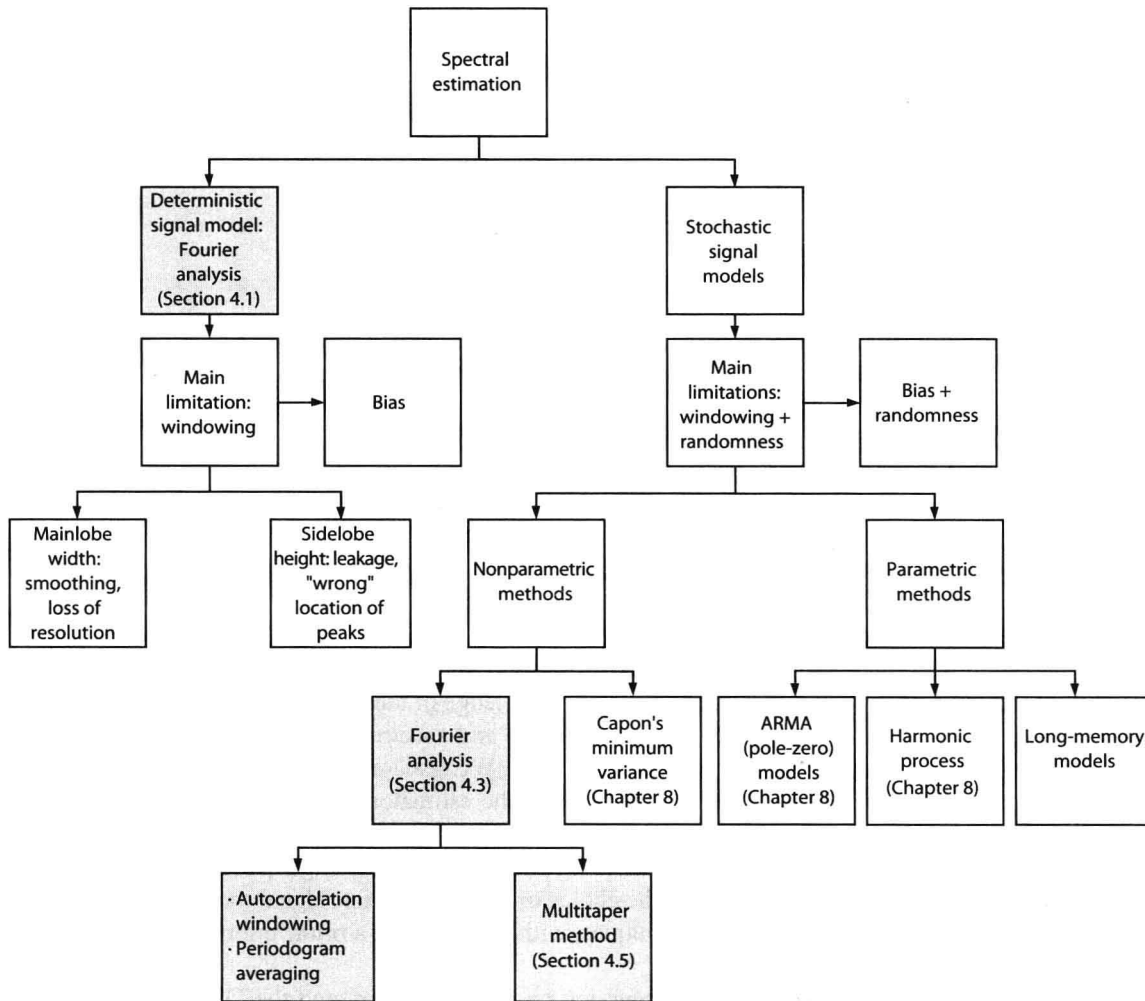 Spectral
estimation
Deterministic
signal model:
Fourier
analysis
(Section 4.1)
Stochastic
signal
models
Main
limitation:
windowing
Bias
Main
limitations:
windowing +
randomness
Bias +
randomness
Mainlobe
width:
smoothing,
loss of
resolution
Sidelobe
height: leakage,
"wrong"
location of
peaks
Nonparametric
methods
Parametric
methods
Fourier
analysis
(Section 4.3)
Capon's
minimum
variance
(Chapter 8)
ARMA
(pole-zero)
models
(Chapter 8)
Harmonic
process
(Chapter 8)
Long-memory
models
· Autocorrelation
windowing
· Periodogram
averaging
Multitaper
method
(Section 4.5)